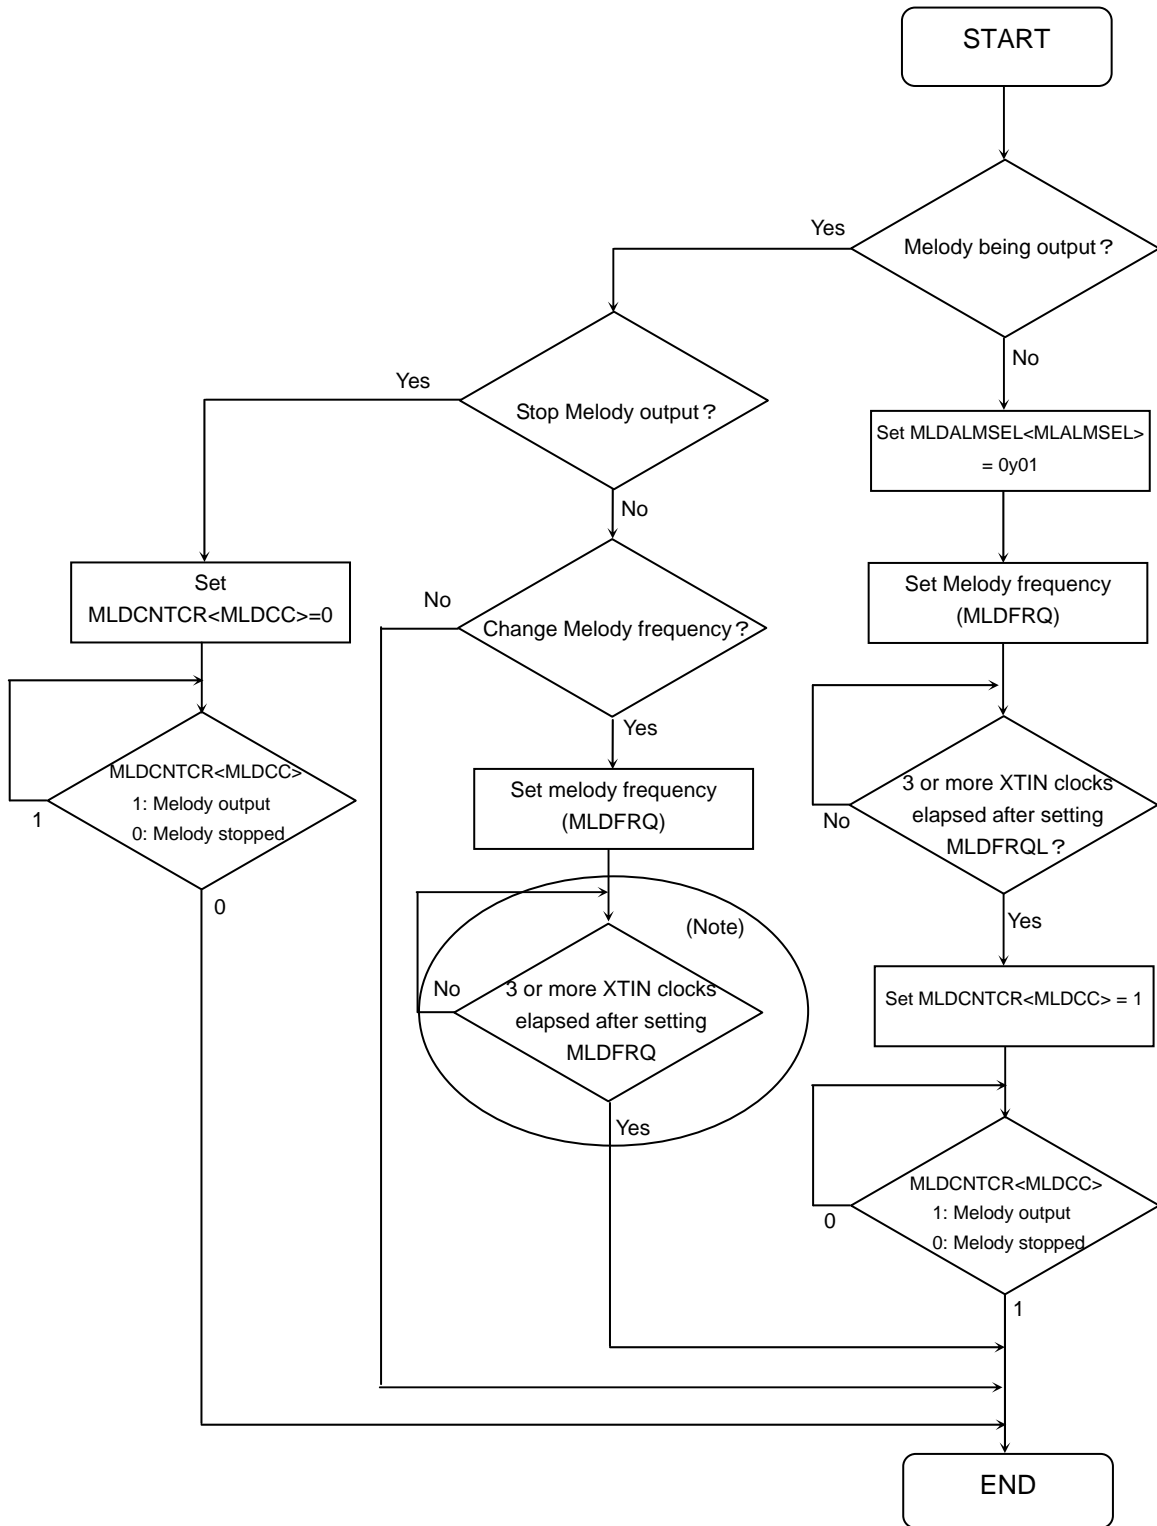 START
Melody being output？
Yes
No
Stop Melody output？
Yes
No
Set MLDALMSEL<MLALMSEL>
= 0y01
Set
MLDCNTCR<MLDCC>=0
Change Melody frequency？
No
Yes
Set Melody frequency
(MLDFRQ)
MLDCNTCR<MLDCC>
1: Melody output
0: Melody stopped
1
0
Set melody frequency
(MLDFRQ)
3 or more XTIN clocks
elapsed after setting
MLDFRQL？
No
Yes
(Note)
3 or more XTIN clocks
elapsed after setting
MLDFRQ
No
Yes
Set MLDCNTCR<MLDCC> = 1
MLDCNTCR<MLDCC>
1: Melody output
0: Melody stopped
0
1
END